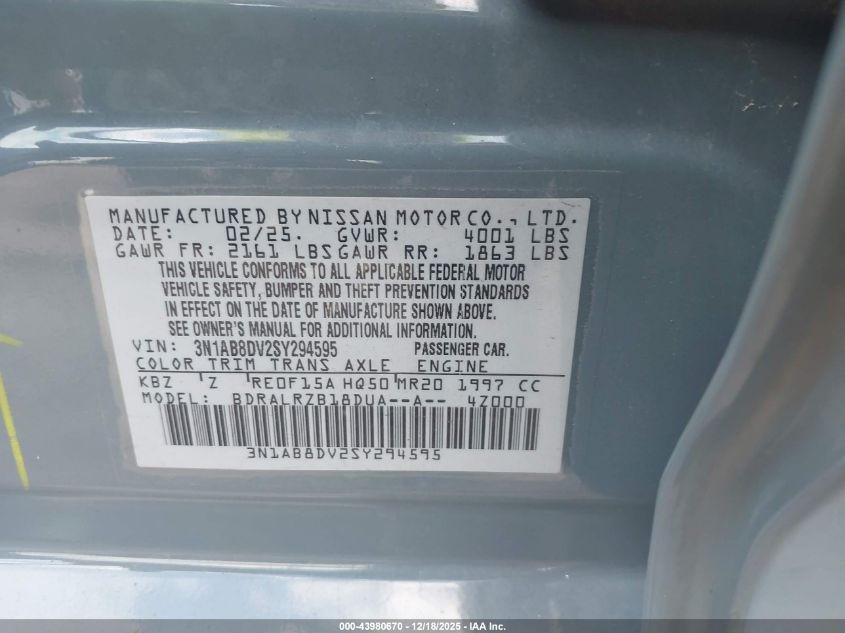 MANUFACTURED BY NISSAN MOTOR CO., LTD.
DATE: 02/25. GVWR: 4001 LBS
GAWR FR: 2161 LBS GAWR RR: 1863 LBS
THIS VEHICLE CONFORMS TO ALL APPLICABLE FEDERAL MOTOR
VEHICLE SAFETY, BUMPER AND THEFT PREVENTION STANDARDS
IN EFFECT ON THE DATE OF MANUFACTURE SHOWN ABOVE.
SEE OWNER'S MANUAL FOR ADDITIONAL INFORMATION.
VIN: 3N1AB8DV2SY294595 PASSENGER CAR.
COLOR TRIM TRANS AXLE ENGINE
KBZ Z RE0F15A HQ50 MR20 1997 CC
MODEL: BDRALRZB18DUA--A-- 4Z000
3N1AB8DV2SY294595
000-43980670 - 12/18/2025 - IAA Inc.